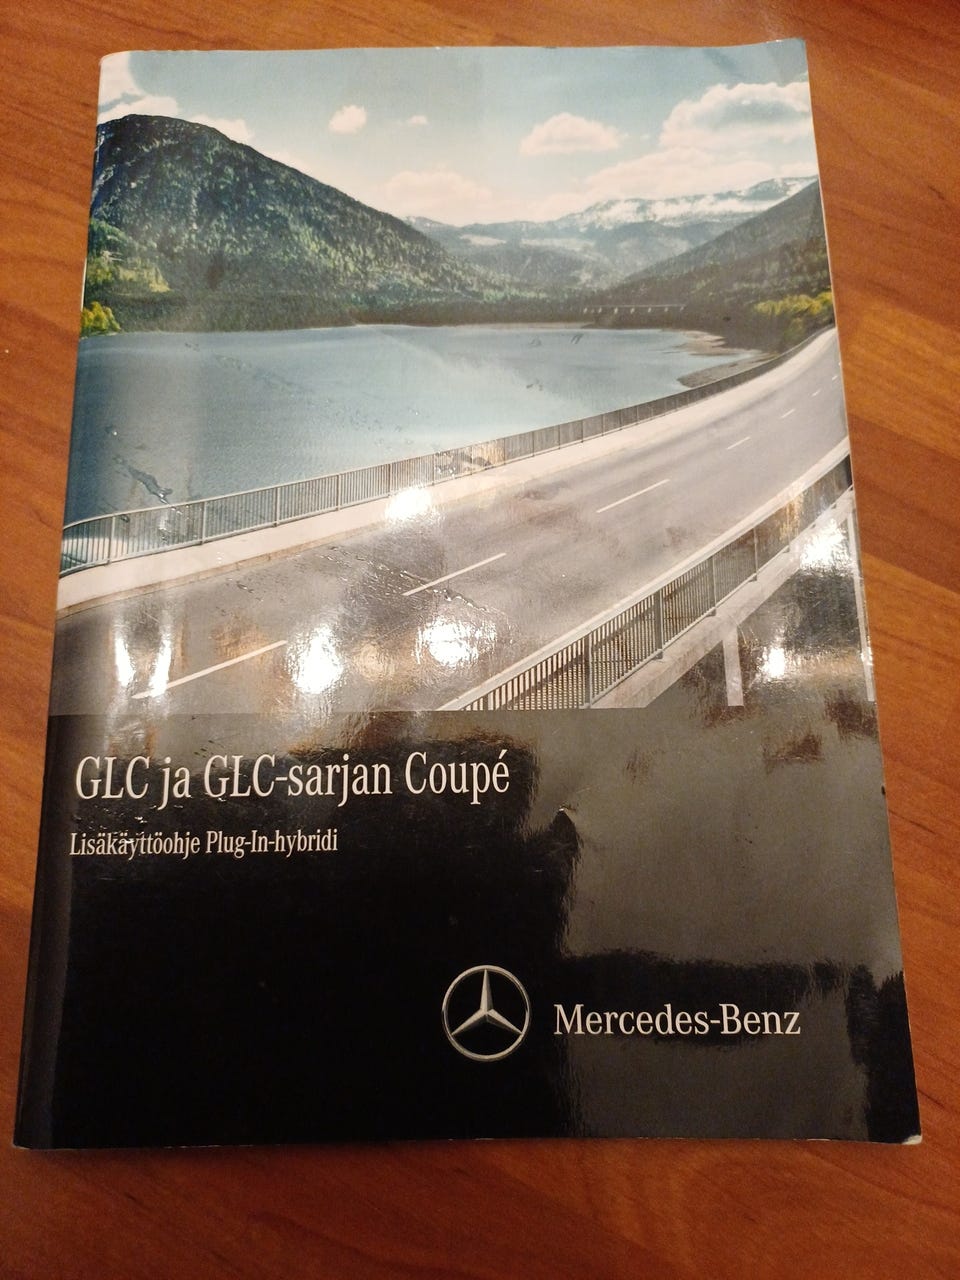 GLC ja GLC-sarjan Coupé
Lisäkäyttöohje Plug-In-hybridi
Mercedes-Benz